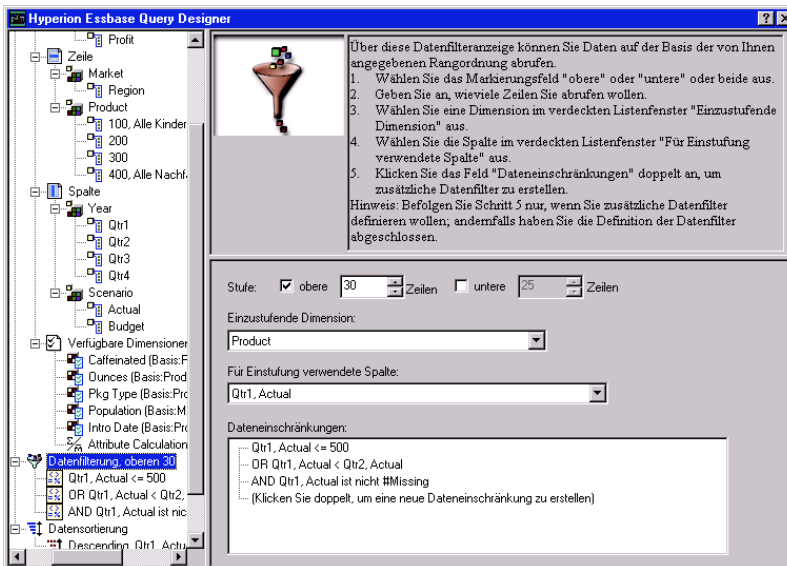 Hyperion Essbase Query Designer
Profit
Zeile
Market
Region
Product
100, Alle Kinder
200
300
400, Alle Nachf
Spalte
Year
Qtr1
Qtr2
Qtr3
Qtr4
Scenario
Actual
Budget
Verfügbare Dimensionen
Caffeinated (Basis:P
Ounces (Basis:Prod
Pkg Type (Basis:Pro
Population (Basis:M
Intro Date (Basis:Pro
Attribute Calculation
Datenfilterung, oberen 30
Qtr1, Actual <= 500
OR Qtr1, Actual < Qtr2,
AND Qtr1, Actual ist nic
Datensortierung
Descending, Qtr1, Actu
Über diese Datenfilteranzeige können Sie Daten auf der Basis der von Ihnen
angegebenen Rangordnung abrufen.
1. Wählen Sie das Markierungsfeld "obere" oder "untere" oder beide aus.
2. Geben Sie an, wieviele Zeilen Sie abrufen wollen.
3. Wählen Sie eine Dimension im verdeckten Listenfenster "Einzustufende
Dimension" aus.
4. Wählen Sie die Spalte im verdeckten Listenfenster "Für Einstufung
verwendete Spalte" aus.
5. Klicken Sie das Feld "Dateneinschränkungen" doppelt an, um
zusätzliche Datenfilter zu erstellen.
Hinweis: Befolgen Sie Schritt 5 nur, wenn Sie zusätzliche Datenfilter
definieren wollen; andernfalls haben Sie die Definition der Datenfilter
abgeschlossen.
Stufe: obere 30 Zeilen untere 25 Zeilen
Einzustufende Dimension:
Product
Für Einstufung verwendete Spalte:
Qtr1, Actual
Dateneinschränkungen:
Qtr1, Actual <= 500
OR Qtr1, Actual < Qtr2, Actual
AND Qtr1, Actual ist nicht #Missing
(Klicken Sie doppelt, um eine neue Dateneinschränkung zu erstellen)